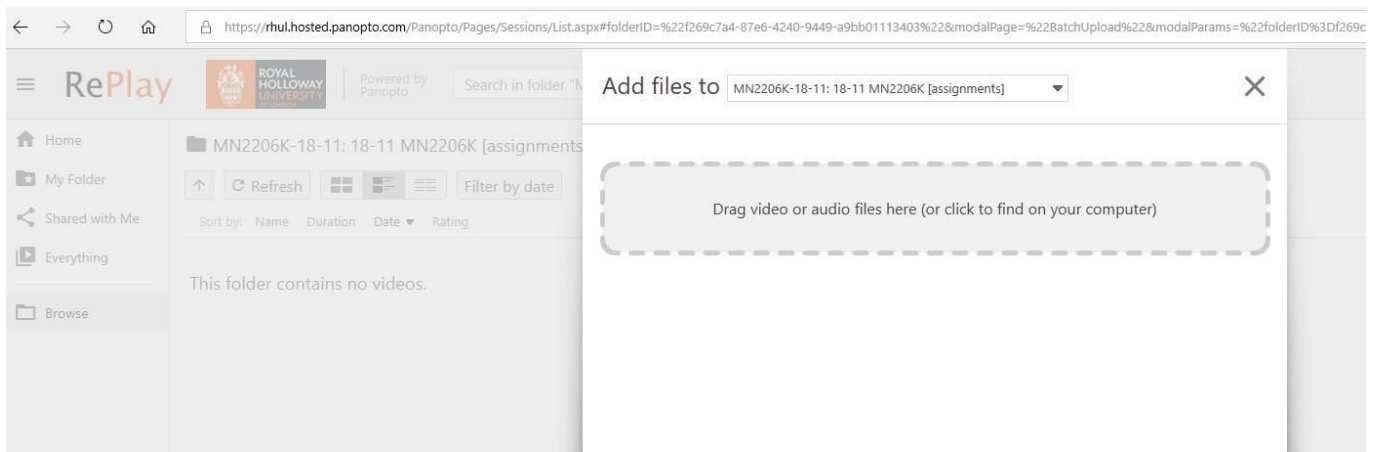 https://rhul.hosted.panopto.com/Panopto/Pages/Sessions/List.aspx#folderID=%22f269c7a4-87e6-4240-9449-a9bb01113403%22&modalPage=%22BatchUpload%22&modalParams=%22folderID%3Df269c
RePlay
ROYAL
HOLLOWAY
UNIVERSITY
OF LONDON
Powered by
Panopto
Search in folder "M
Add files to MN2206K-18-11: 18-11 MN2206K [assignments]
Home
My Folder
Shared with Me
Everything
Browse
MN2206K-18-11: 18-11 MN2206K [assignments
Refresh Filter by date
Sort by: Name Duration Date Rating
This folder contains no videos.
Drag video or audio files here (or click to find on your computer)